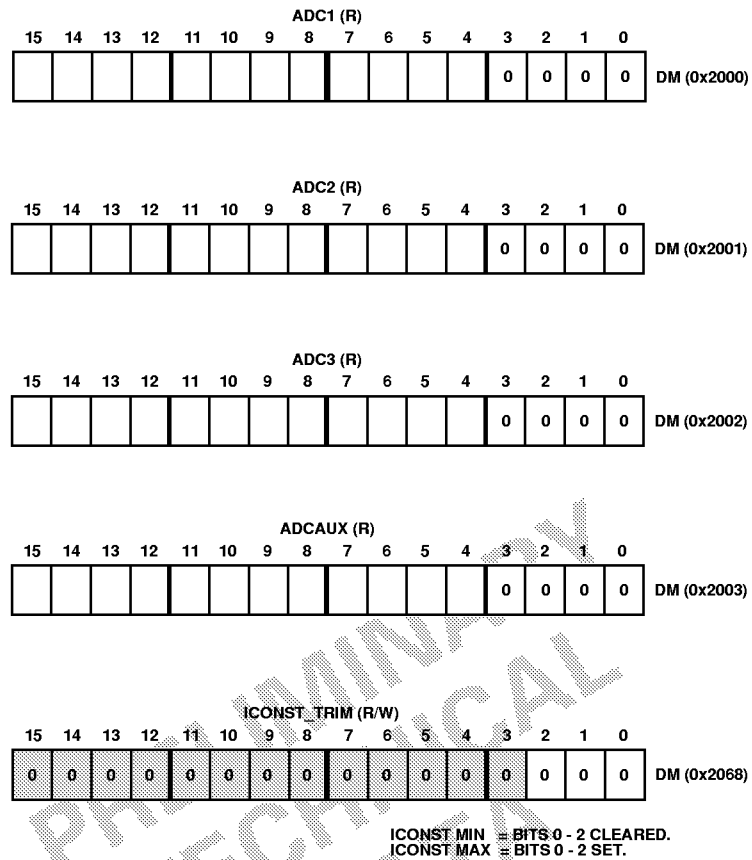 ADC1 (R)
15 14 13 12 11 10 9 8 7 6 5 4 3 2 1 0
0 0 0 0 DM (0x2000)
ADC2 (R)
15 14 13 12 11 10 9 8 7 6 5 4 3 2 1 0
0 0 0 0 DM (0x2001)
ADC3 (R)
15 14 13 12 11 10 9 8 7 6 5 4 3 2 1 0
0 0 0 0 DM (0x2002)
ADCAUX (R)
15 14 13 12 11 10 9 8 7 6 5 4 3 2 1 0
0 0 0 0 DM (0x2003)
ICONST_TRIM (R/W)
15 14 13 12 11 10 9 8 7 6 5 4 3 2 1 0
0 0 0 0 0 0 0 0 0 0 0 0 0 0 0 0 DM (0x2068)
ICONST MIN = BITS 0 - 2 CLEARED.
ICONST MAX = BITS 0 - 2 SET.
PRELIMINARY
TECHNICAL
DATA